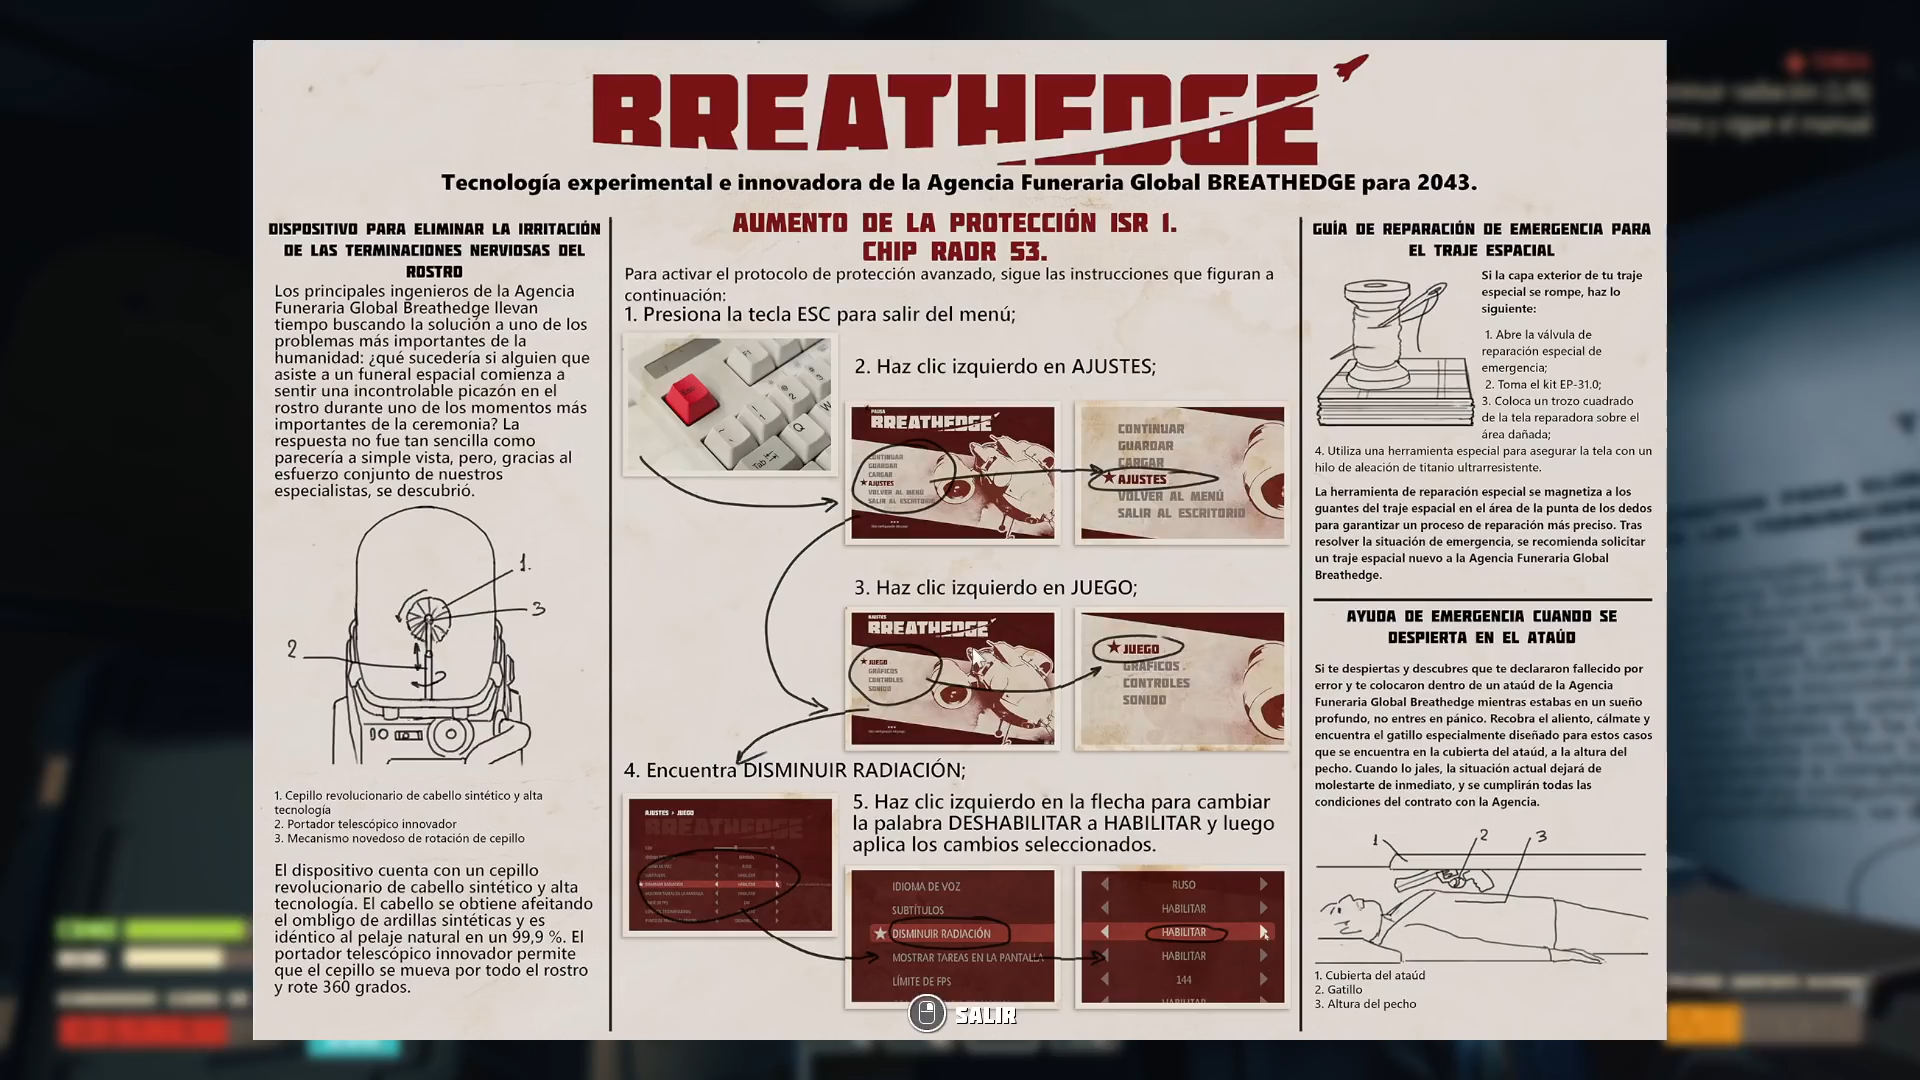 BREATHEDGE
Tecnología experimental e innovadora de la Agencia Funeraria Global BREATHEDGE para 2043.
DISPOSITIVO PARA ELIMINAR LA IRRITACIÓN
DE LAS TERMINACIONES NERVIOSAS DEL
ROSTRO
Los principales ingenieros de la Agencia
Funeraria Global Breathedge llevan
tiempo buscando la solución a uno de los
problemas más importantes de la
humanidad: ¿qué sucedería si alguien que
asiste a un funeral espacial comienza a
sentir una incontrolable picazón en el
rostro durante uno de los momentos más
importantes de la ceremonia? La
respuesta no fue tan sencilla como
parecería a simple vista, pero, gracias al
esfuerzo conjunto de nuestros
especialistas, se descubrió.
1.
3
2
1. Cepillo revolucionario de cabello sintético y alta
tecnología
2. Portador telescópico innovador
3. Mecanismo novedoso de rotación de cepillo
El dispositivo cuenta con un cepillo
revolucionario de cabello sintético y alta
tecnología. El cabello se obtiene afeitando
el ombligo de ardillas sintéticas y es
idéntico al pelaje natural en un 99,9 %. El
portador telescópico innovador permite
que el cepillo se mueva por todo el rostro
y rote 360 grados.
AUMENTO DE LA PROTECCIÓN ISR 1.
CHIP RADR 53.
Para activar el protocolo de protección avanzado, sigue las instrucciones que figuran a
continuación:
1. Presiona la tecla ESC para salir del menú;
Q
W
Tab
2. Haz clic izquierdo en AJUSTES;
PAUSA
BREATHEDGE
CONTINUAR
GUARDAR
CARGAR
AJUSTES
VOLVER AL MENÚ
SALIR AL ESCRITORIO
CONTINUAR
GUARDAR
CARGAR
AJUSTES
VOLVER AL MENÚ
SALIR AL ESCRITORIO
3. Haz clic izquierdo en JUEGO;
AJUSTES
BREATHEDGE
JUEGO
GRÁFICOS
CONTROLES
SONIDO
JUEGO
GRÁFICOS
CONTROLES
SONIDO
4. Encuentra DISMINUIR RADIACIÓN;
AJUSTES > JUEGO
BREATHEDGE
DISMINUIR RADIACIÓN
5. Haz clic izquierdo en la flecha para cambiar
la palabra DESHABILITAR a HABILITAR y luego
aplica los cambios seleccionados.
IDIOMA DE VOZ
SUBTÍTULOS
DISMINUIR RADIACIÓN
MOSTRAR TAREAS EN LA PANTALLA
LÍMITE DE FPS
RUSO
HABILITAR
HABILITAR
HABILITAR
144
HABILITAR
SALIR
GUÍA DE REPARACIÓN DE EMERGENCIA PARA
EL TRAJE ESPACIAL
Si la capa exterior de tu traje
especial se rompe, haz lo
siguiente:
1. Abre la válvula de
reparación especial de
emergencia;
2. Toma el kit EP-31.0;
3. Coloca un trozo cuadrado
de la tela reparadora sobre el
área dañada;
4. Utiliza una herramienta especial para asegurar la tela con un
hilo de aleación de titanio ultrarresistente.
La herramienta de reparación especial se magnetiza a los
guantes del traje espacial en el área de la punta de los dedos
para garantizar un proceso de reparación más preciso. Tras
resolver la situación de emergencia, se recomienda solicitar
un traje espacial nuevo a la Agencia Funeraria Global
Breathedge.
AYUDA DE EMERGENCIA CUANDO SE
DESPIERTA EN EL ATAÚD
Si te despiertas y descubres que te declararon fallecido por
error y te colocaron dentro de un ataúd de la Agencia
Funeraria Global Breathedge mientras estabas en un sueño
profundo, no entres en pánico. Recobra el aliento, cálmate y
encuentra el gatillo especialmente diseñado para estos casos
que se encuentra en la cubierta del ataúd, a la altura del
pecho. Cuando lo jales, la situación actual dejará de
molestarte de inmediato, y se cumplirán todas las
condiciones del contrato con la Agencia.
1
2
3
1. Cubierta del ataúd
2. Gatillo
3. Altura del pecho